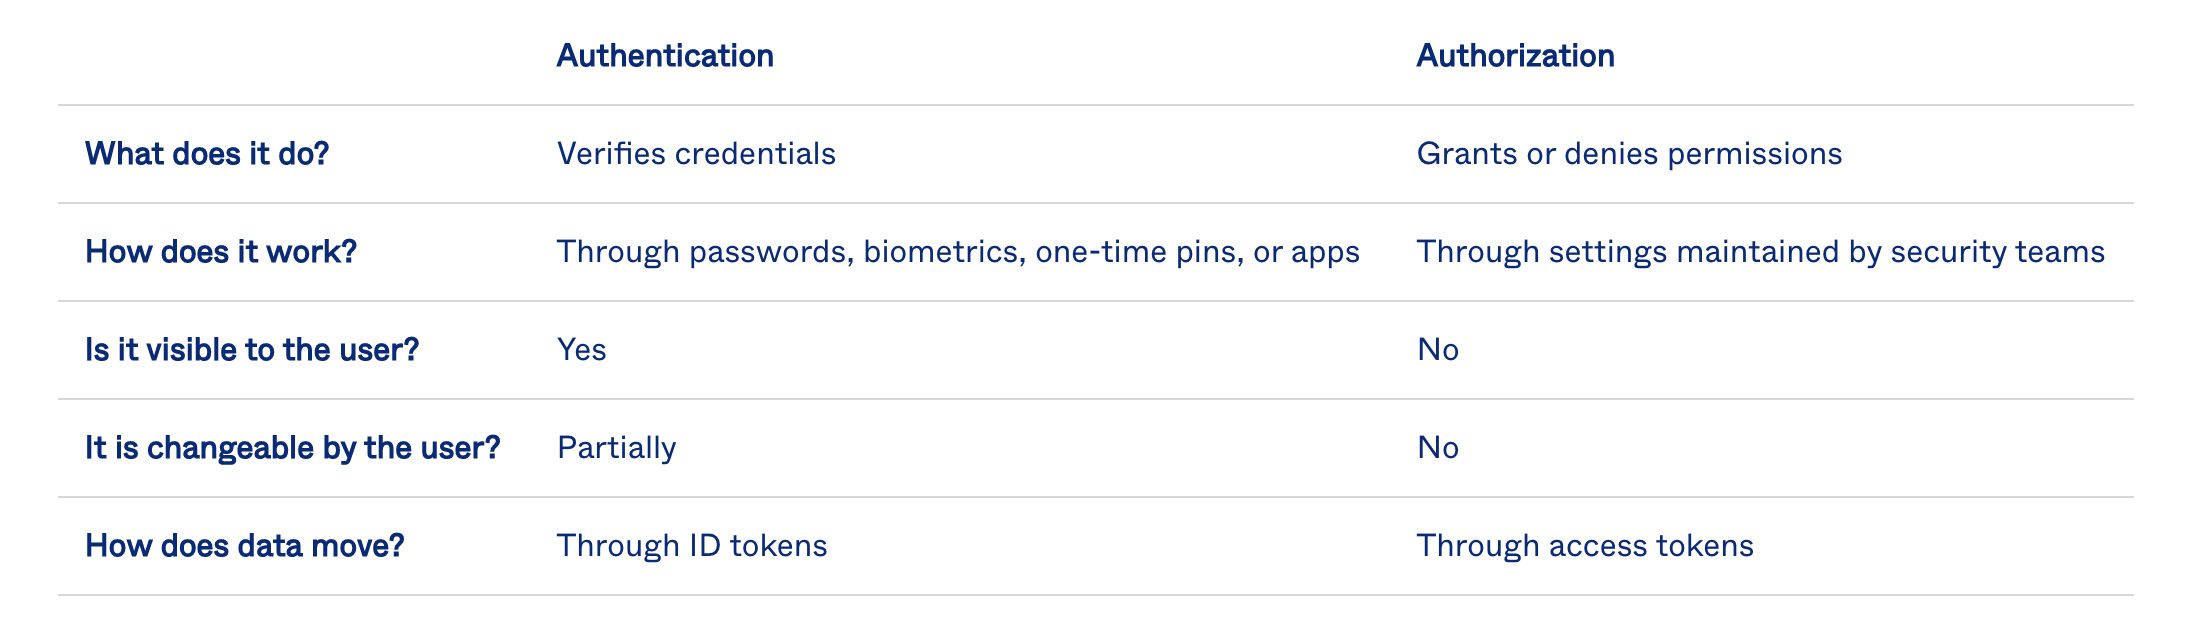 Authentication Authorization
What does it do? Verifies credentials Grants or denies permissions
How does it work? Through passwords, biometrics, one-time pins, or apps Through settings maintained by security teams
Is it visible to the user? Yes No
It is changeable by the user? Partially No
How does data move? Through ID tokens Through access tokens